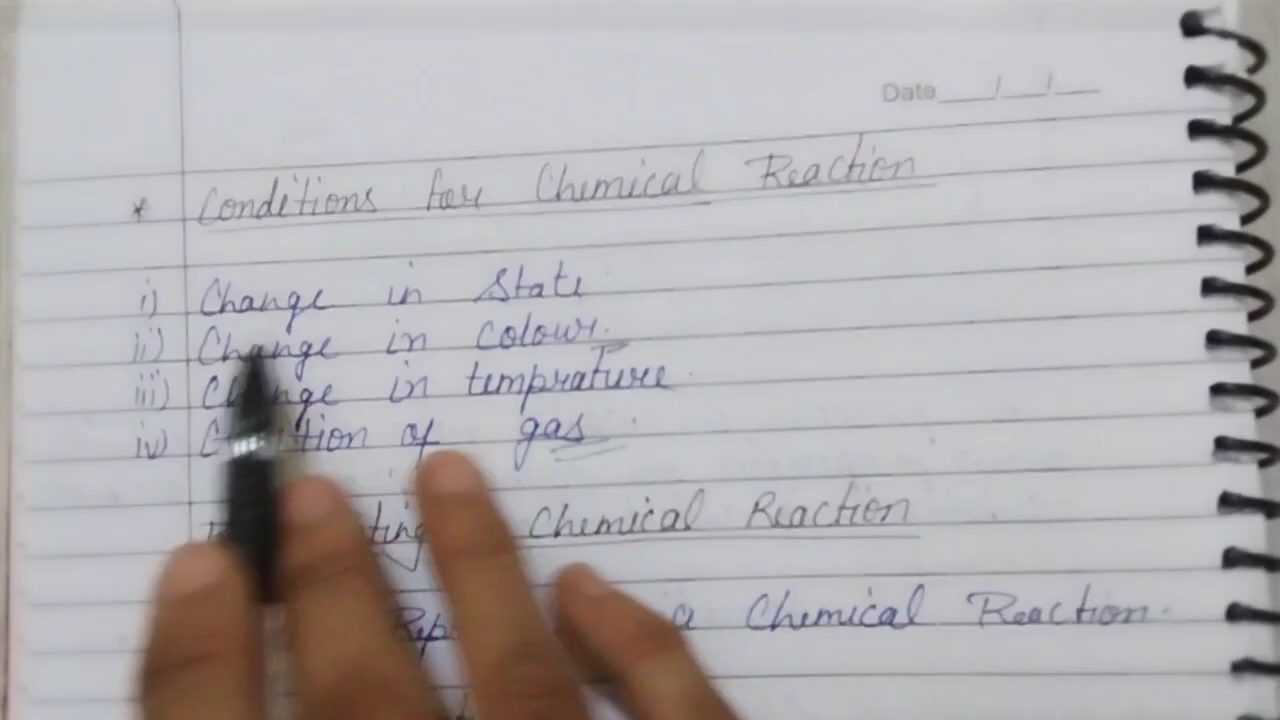 Date
* Conditions for Chemical Reaction
i) Change in State
ii) Change in Colour.
iii) Change in temprature.
iv) of gas
Chemical Reaction
a Chemical Reaction.